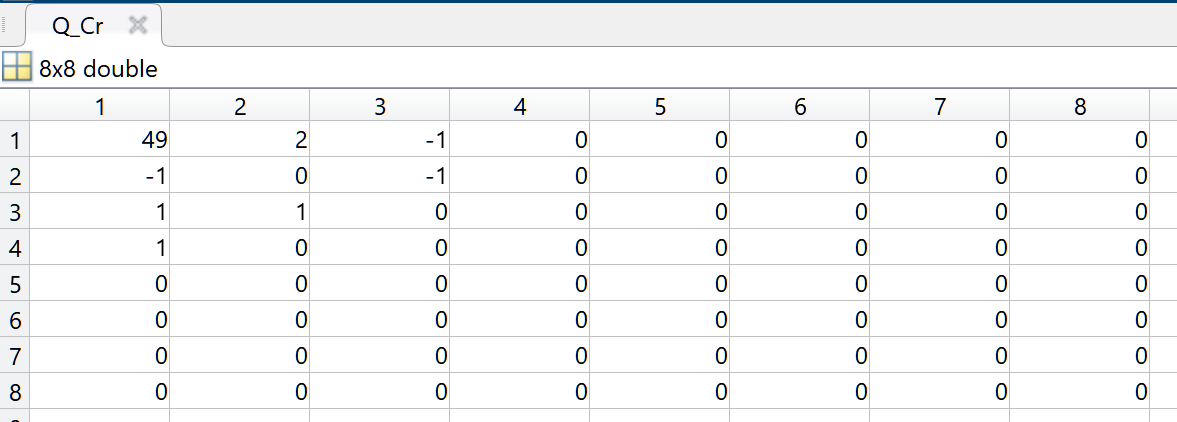 Q_Cr
8x8 double
1 2 3 4 5 6 7 8
1 49 2 -1 0 0 0 0 0
2 -1 0 -1 0 0 0 0 0
3 1 1 0 0 0 0 0 0
4 1 0 0 0 0 0 0 0
5 0 0 0 0 0 0 0 0
6 0 0 0 0 0 0 0 0
7 0 0 0 0 0 0 0 0
8 0 0 0 0 0 0 0 0